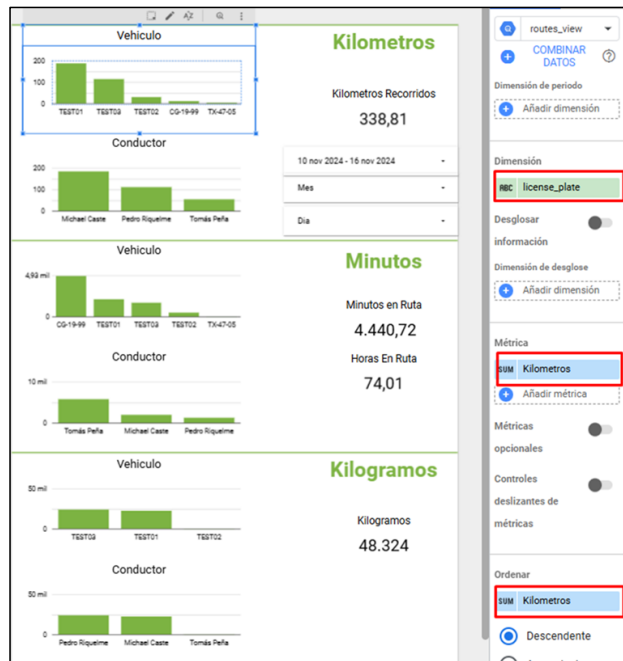 Vehiculo
200
100
0
TEST01 TEST03 TEST02 CG-19-99 TX-47-05
Conductor
200
100
0
Michael Caste Pedro Riquelme Tomás Peña
Kilometros
Kilometros Recorridos
338,81
10 nov 2024 - 16 nov 2024
Mes
Dia
Vehiculo
4,93 mil
0
CG-19-99 TEST01 TEST03 TEST02 TX-47-05
Conductor
10 mil
0
Tomás Peña Michael Caste Pedro Riquelme
Minutos
Minutos en Ruta
4.440,72
Horas En Ruta
74,01
Vehiculo
50 mil
0
TEST03 TEST01 TEST02
Conductor
50 mil
0
Pedro Riquelme Michael Caste Tomás Peña
Kilogramos
Kilogramos
48.324
routes_view
COMBINAR
DATOS
Dimensión de periodo
Añadir dimensión
Dimensión
ABC license_plate
Desglosar
información
Dimensión de desglose
Añadir dimensión
Métrica
SUM Kilometros
Añadir métrica
Métricas
opcionales
Controles
deslizantes de
métricas
Ordenar
SUM Kilometros
Descendente